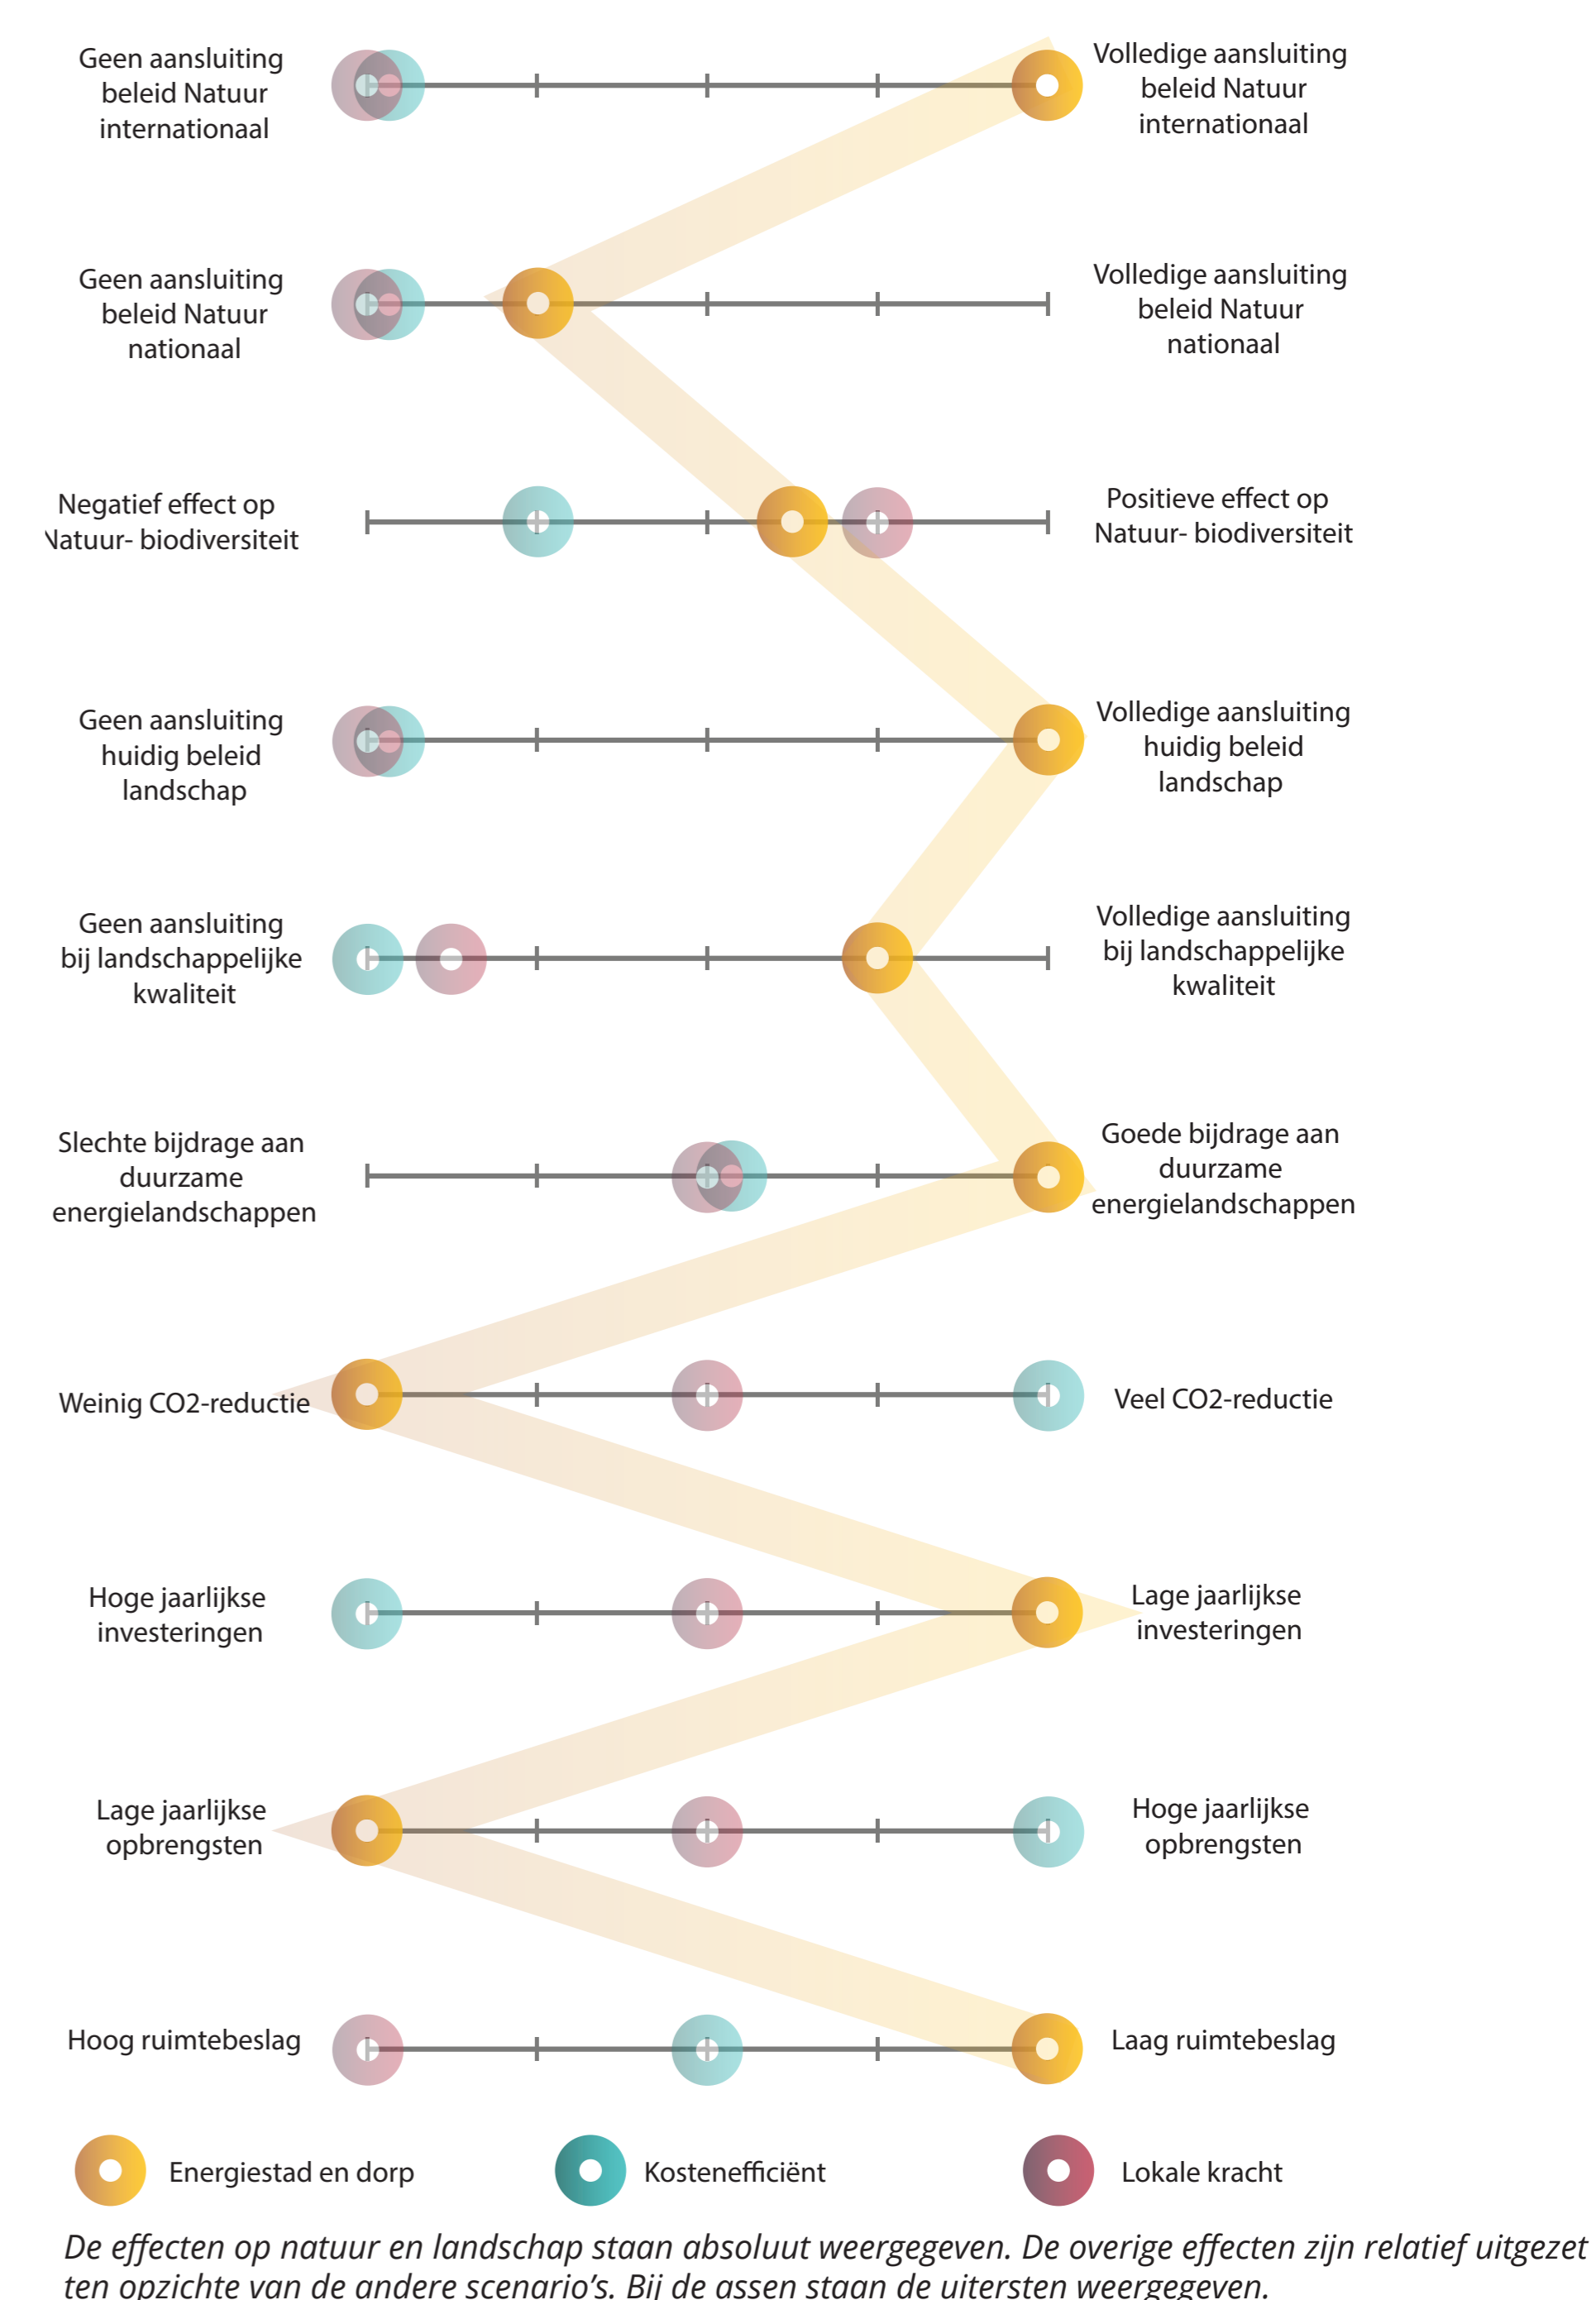 Geen aansluiting
beleid Natuur
internationaal
Volledige aansluiting
beleid Natuur
internationaal
Geen aansluiting
beleid Natuur
nationaal
Volledige aansluiting
beleid Natuur
nationaal
Negatief effect op
Natuur- biodiversiteit
Positieve effect op
Natuur- biodiversiteit
Geen aansluiting
huidig beleid
landschap
Volledige aansluiting
huidig beleid
landschap
Geen aansluiting
bij landschappelijke
kwaliteit
Volledige aansluiting
bij landschappelijke
kwaliteit
Slechte bijdrage aan
duurzame
energielandschappen
Goede bijdrage aan
duurzame
energielandschappen
Weinig CO2-reductie
Veel CO2-reductie
Hoge jaarlijkse
investeringen
Lage jaarlijkse
investeringen
Lage jaarlijkse
opbrengsten
Hoge jaarlijkse
opbrengsten
Hoog ruimtebeslag
Laag ruimtebeslag
Energiestad en dorp
Kostenefficiënt
Lokale kracht
De effecten op natuur en landschap staan absoluut weergegeven. De overige effecten zijn relatief uitgezet
ten opzichte van de andere scenario's. Bij de assen staan de uitersten weergegeven.